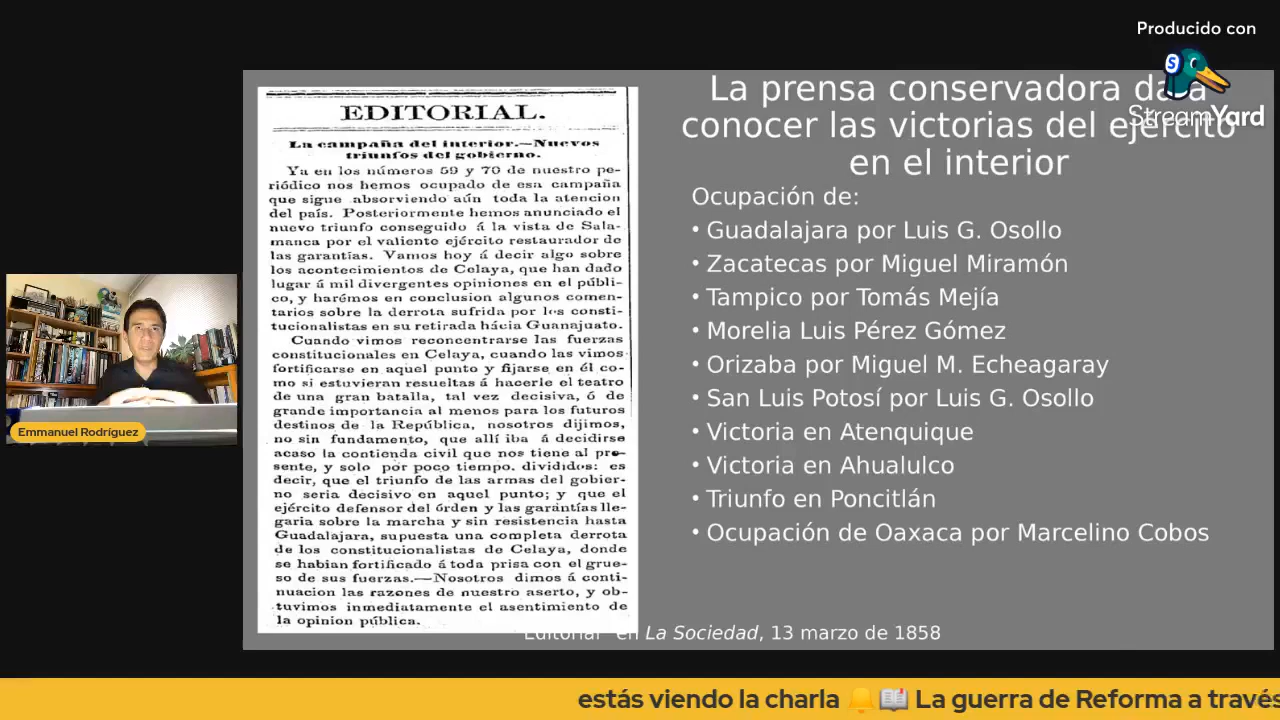 Producido con
StreamYard
La prensa conservadora da a
conocer las victorias del ejército
en el interior
EDITORIAL.
La campaña del interior.—Nuevos
triunfos del gobierno.
Ya en los números 59 y 70 de nuestro pe-
riódico nos hemos ocupado de esa campaña
que sigue absorviendo aún toda la atencion
del país. Posteriormente hemos anunciado el
nuevo triunfo conseguido á la vista de Sala-
manca por el valiente ejército restaurador de
las garantías. Vamos hoy á decir algo sobre
los acontecimientos de Celaya, que han dado
lugar á mil divergentes opiniones en el públi-
co, y harémos en conclusion algunos comen-
tarios sobre la derrota sufrida por los consti-
tucionalistas en su retirada hácia Guanajuato.
Cuando vimos reconcentrarse las fuerzas
constitucionales en Celaya, cuando las vimos
fortificarse en aquel punto y fijarse en él co-
mo si estuvieran resueltas á hacerle el teatro
de una gran batalla, tal vez decisiva, ó de
grande importancia al menos para los futuros
destinos de la República, nosotros dijimos,
no sin fundamento, que allí iba á decidirse
acaso la contienda civil que nos tiene al pre-
sente, y solo por poco tiempo, divididos: es
decir, que el triunfo de las armas del gobier-
no seria decisivo en aquel punto; y que el
ejército defensor del órden y las garantías lle-
garia sobre la marcha y sin resistencia hasta
Guadalajara, supuesta una completa derrota
de los constitucionalistas de Celaya, donde
se habian fortificado á toda prisa con el grue-
so de sus fuerzas.—Nosotros dimos á conti-
nuacion las razones de nuestro aserto, y ob-
tuvimos inmediatamente el asentimiento de
la opinion pública.
Ocupación de:
• Guadalajara por Luis G. Osollo
• Zacatecas por Miguel Miramón
• Tampico por Tomás Mejía
• Morelia Luis Pérez Gómez
• Orizaba por Miguel M. Echeagaray
• San Luis Potosí por Luis G. Osollo
• Victoria en Atenquique
• Victoria en Ahualulco
• Triunfo en Poncitlán
• Ocupación de Oaxaca por Marcelino Cobos
Editorial" en La Sociedad, 13 marzo de 1858
Emmanuel Rodríguez
estás viendo la charla 🔔📖 La guerra de Reforma a través